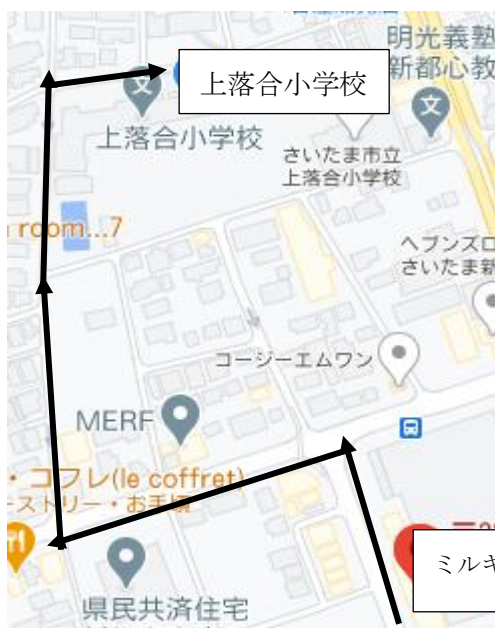 明光義塾
新都心教
上落合小学校
上落合小学校
さいたま市立
上落合小学校
room...7
ヘブンズロ
さいたま新
コージーエムワン
MERF
・コフレ(le coffret)
ーストリー・お手頃
ミルキ
県民共済住宅